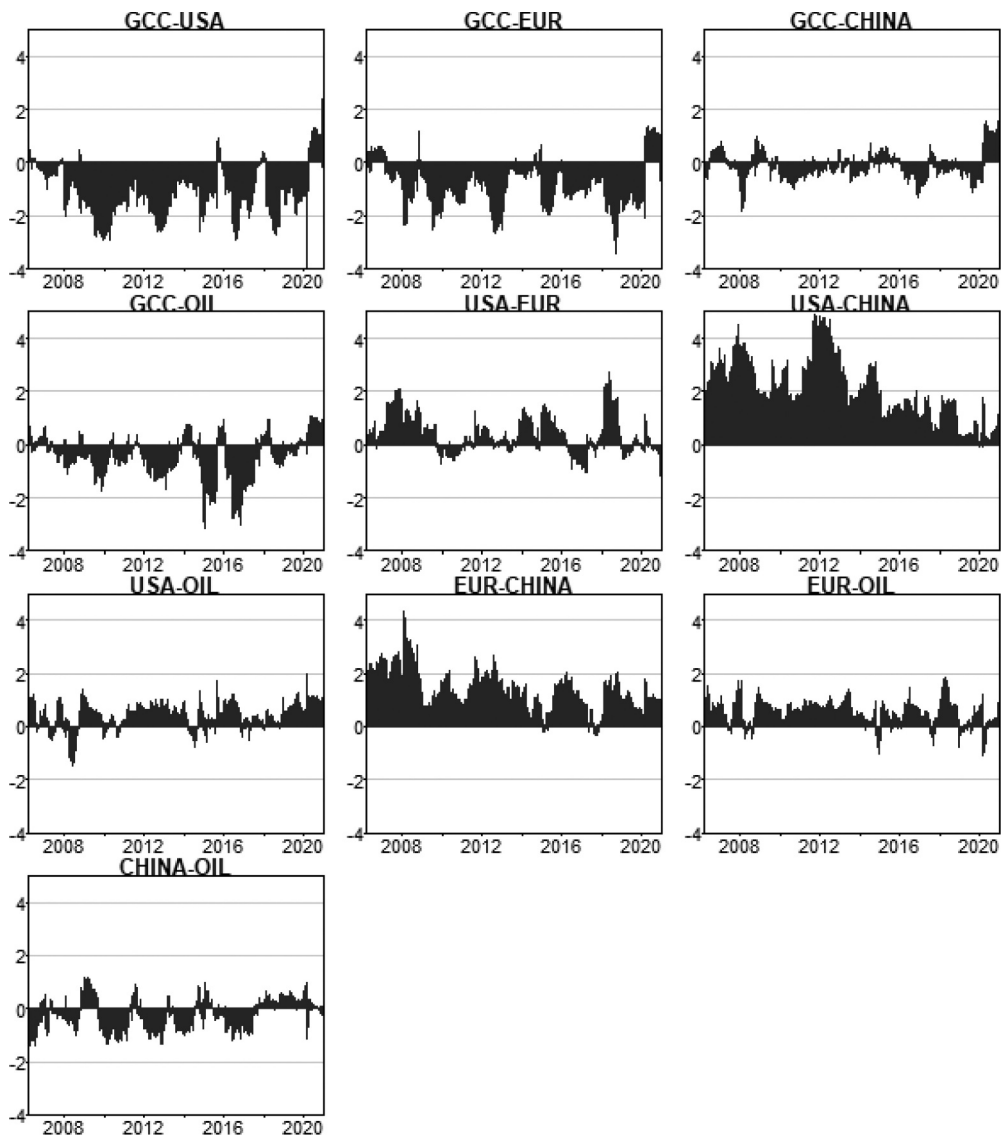 GCC-USA GCC-EUR GCC-CHINA
4 4 4
2 2 2
0 0 0
-2 -2 -2
-4 -4 -4
2008 2012 2016 2020 2008 2012 2016 2020 2008 2012 2016 2020
GCC-OIL USA-EUR USA-CHINA
4 4 4
2 2 2
0 0 0
-2 -2 -2
-4 -4 -4
2008 2012 2016 2020 2008 2012 2016 2020 2008 2012 2016 2020
USA-OIL EUR-CHINA EUR-OIL
4 4 4
2 2 2
0 0 0
-2 -2 -2
-4 -4 -4
2008 2012 2016 2020 2008 2012 2016 2020 2008 2012 2016 2020
CHINA-OIL
4
2
0
-2
-4
2008 2012 2016 2020